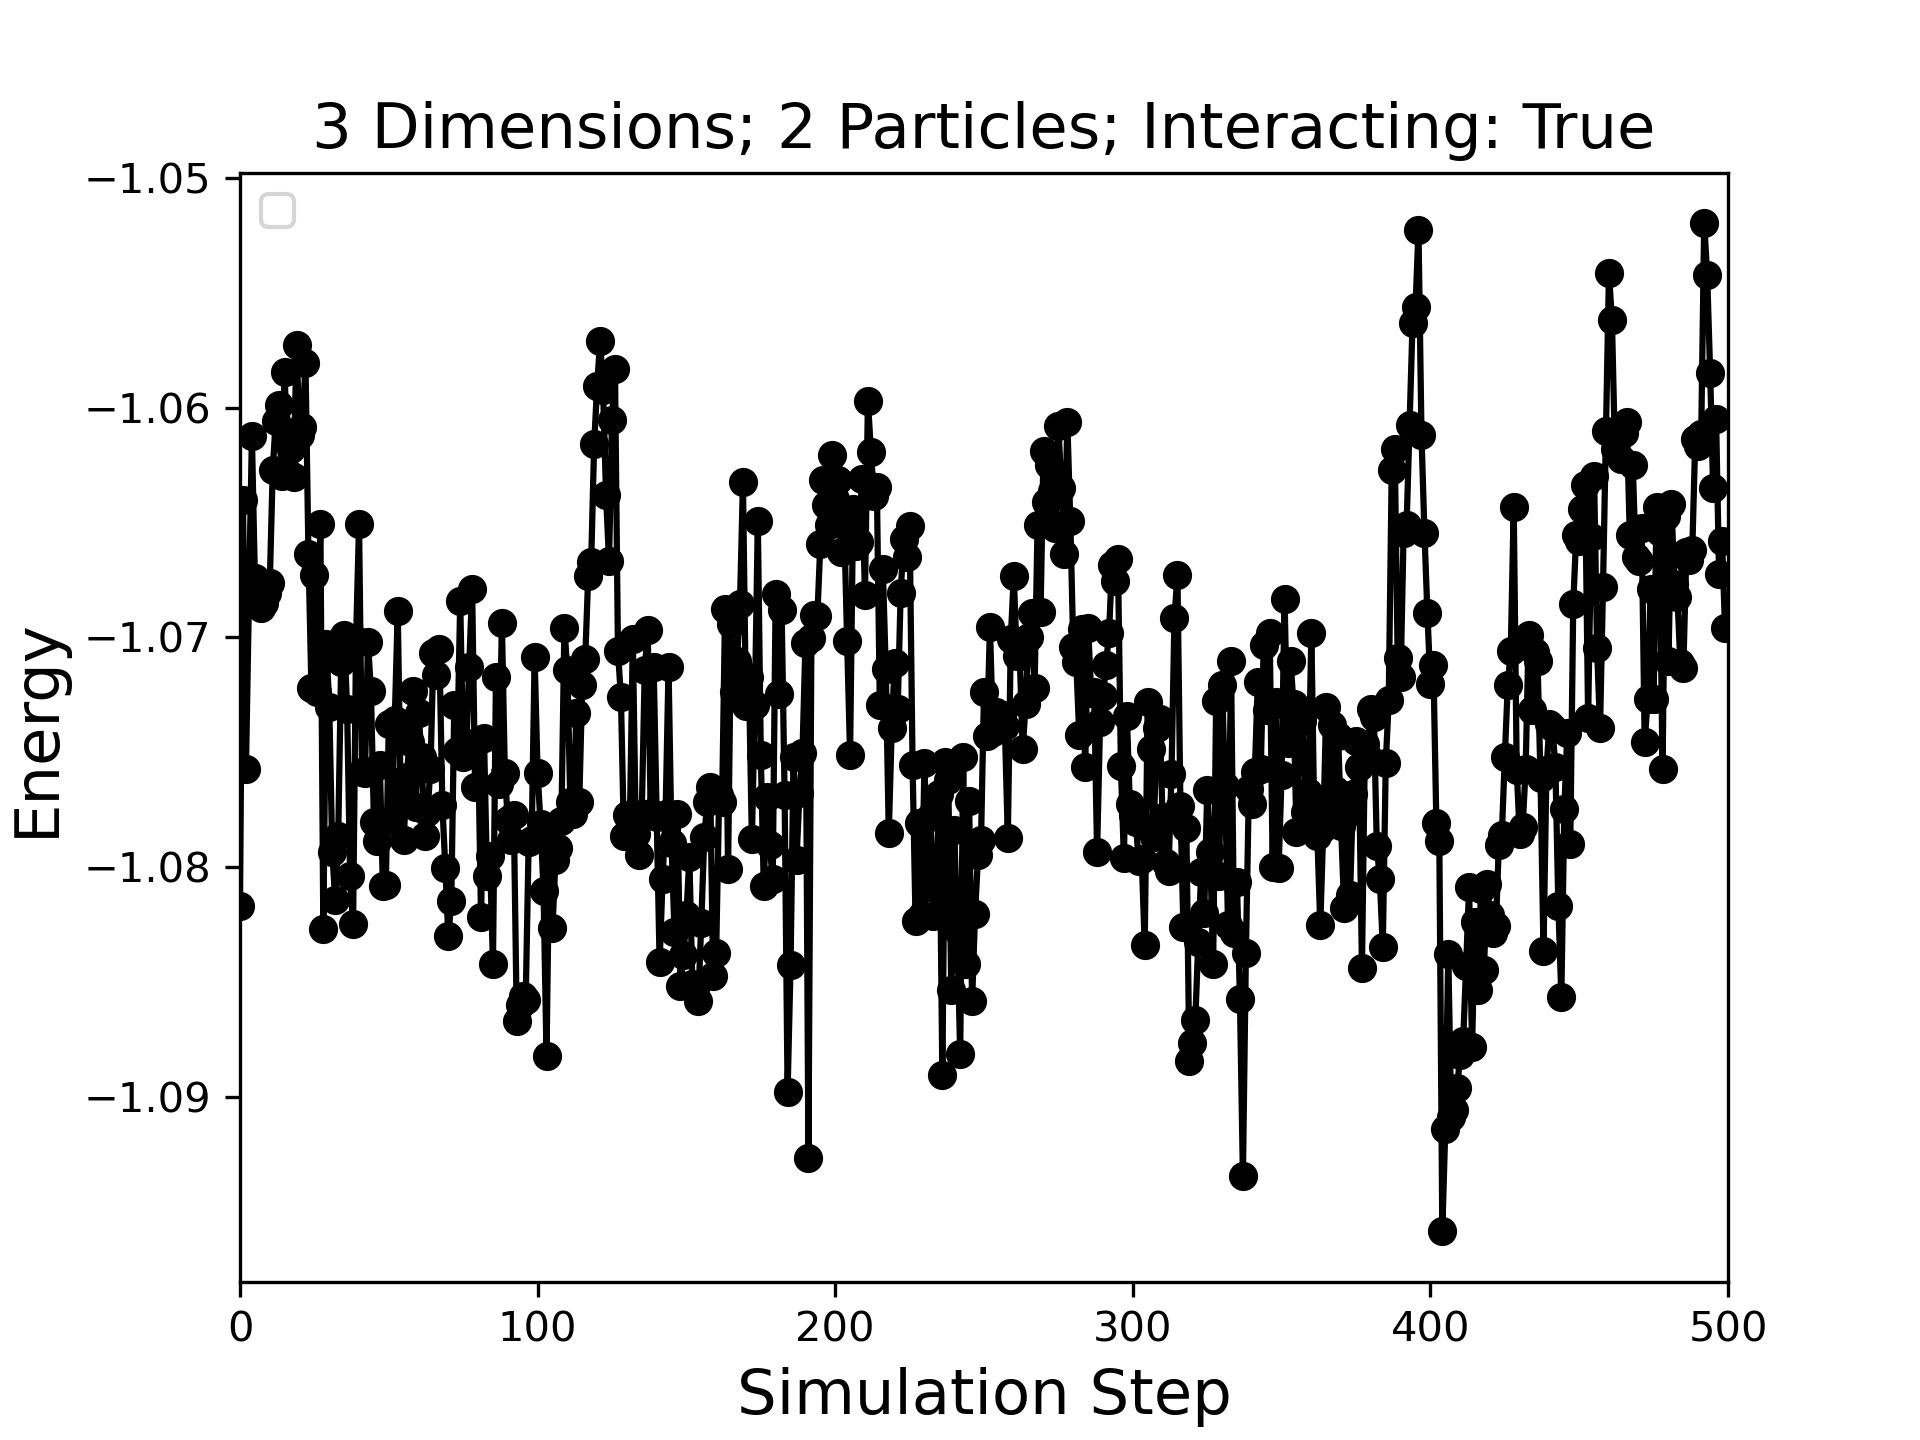 3 Dimensions; 2 Particles; Interacting: True
−1.05
−1.06
−1.07
−1.08
−1.09
Energy
0 100 200 300 400 500
Simulation Step